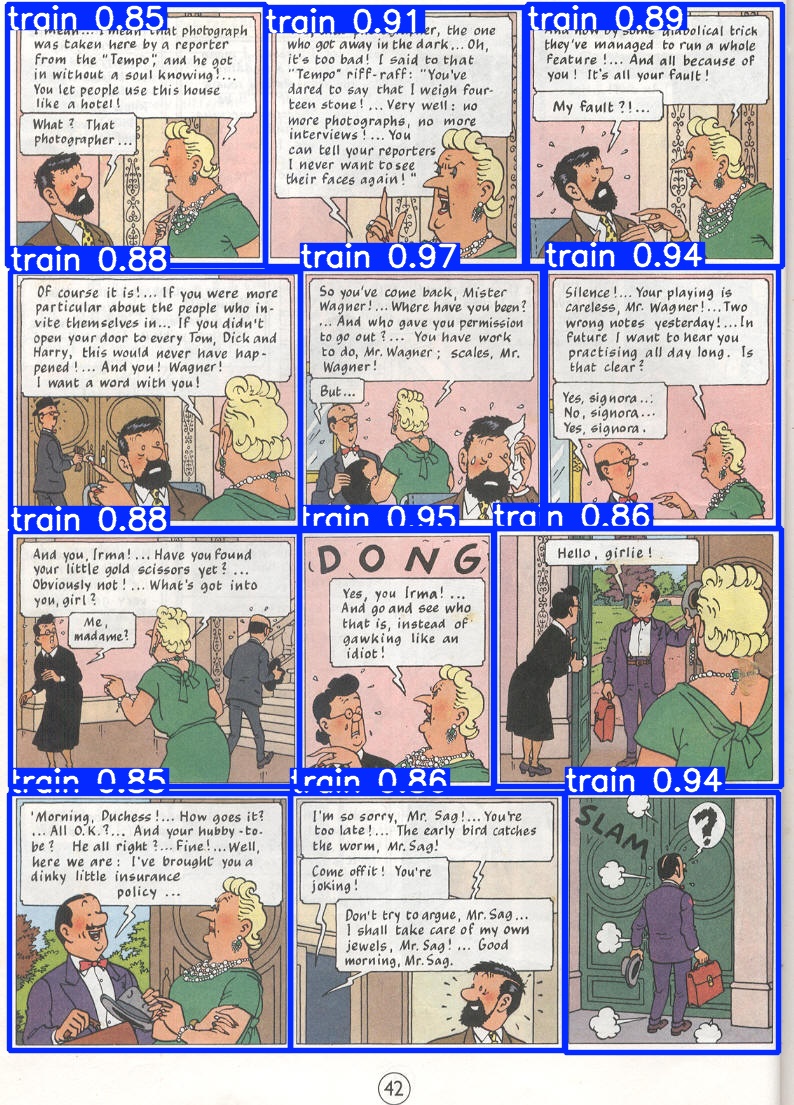 train 0.85
I mean... I mean that photograph
was taken here by a reporter
from the "Tempo", and he got
in without a soul knowing!...
You let people use this house
like a hotel!
What? That
photographer...
train 0.91
the one
who got away in the dark... Oh,
it's too bad! I said to that
"Tempo" riff-raff: "You've
dared to say that I weigh four-
teen stone!... Very well: no
more photographs, no more
interviews!... You
can tell your reporters
I never want to see
their faces again!"
train 0.89
And now by some diabolical trick
they've managed to run a whole
feature!... And all because of
you! It's all your fault!
My fault?!...
train 0.88
Of course it is!... If you were more
particular about the people who in-
vite themselves in... If you didn't
open your door to every Tom, Dick and
Harry, this would never have hap-
pened!... And you! Wagner!
I want a word with you!
train 0.97
So you've come back, Mister
Wagner!... Where have you been?
... And who gave you permission
to go out?... You have work
to do, Mr. Wagner; scales, Mr.
Wagner!
But...
train 0.94
Silence!... Your playing is
careless, Mr. Wagner!... Two
wrong notes yesterday!... In
future I want to hear you
practising all day long. Is
that clear?
Yes, signora...
No, signora...
Yes, signora.
train 0.88
And you, Irma!... Have you found
your little gold scissors yet?...
Obviously not!... What's got into
you, girl?
Me,
madame?
train 0.95
DONG
Yes, you Irma!...
And go and see who
that is, instead of
gawking like an
idiot!
train 0.86
Hello, girlie!
train 0.85
'Morning, Duchess!... How goes it?
... All O.K.?... And your hubby-to-
be? He all right?... Fine!... Well,
here we are: I've brought you a
dinky little insurance
policy ...
train 0.86
I'm so sorry, Mr. Sag!... You're
too late!... The early bird catches
the worm, Mr. Sag!
Come off it! You're
joking!
Don't try to argue, Mr. Sag...
I shall take care of my own
jewels, Mr. Sag!... Good
morning, Mr. Sag.
train 0.94
SLAM
?
42